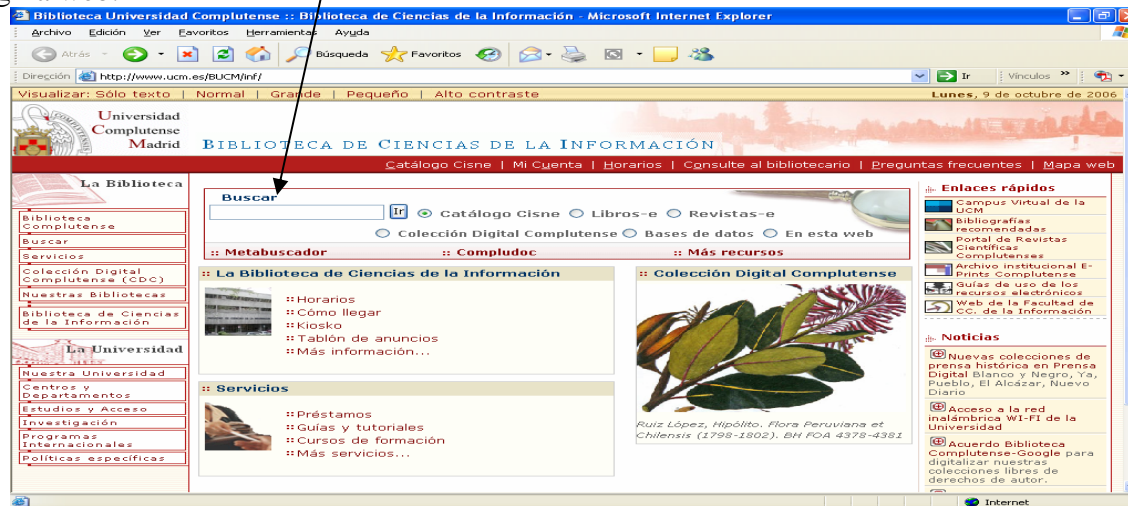 Biblioteca Universidad Complutense :: Biblioteca de Ciencias de la Información - Microsoft Internet Explorer
Archivo Edición Ver Favoritos Herramientas Ayuda
Atrás Búsqueda Favoritos
Dirección http://www.ucm.es/BUCM/inf/ Ir Vínculos »
Visualizar: Sólo texto | Normal | Grande | Pequeño | Alto contraste Lunes, 9 de octubre de 2006
Universidad
Complutense
Madrid
BIBLIOTECA DE CIENCIAS DE LA INFORMACIÓN
Catálogo Cisne | Mi Cuenta | Horarios | Consulte al bibliotecario | Preguntas frecuentes | Mapa web
La Biblioteca
Biblioteca
Complutense
Buscar
Servicios
Colección Digital
Complutense (CDC)
Nuestras Bibliotecas
Biblioteca de Ciencias
de la Información
La Universidad
Nuestra Universidad
Centros y
Departamentos
Estudios y Acceso
Investigación
Programas
Internacionales
Políticas específicas
Buscar
Ir Catálogo Cisne Libros-e Revistas-e
Colección Digital Complutense Bases de datos En esta web
:: Metabuscador :: Compludoc :: Más recursos
:: La Biblioteca de Ciencias de la Información
:: Horarios
:: Cómo llegar
:: Kiosko
:: Tablón de anuncios
:: Más información...
:: Servicios
:: Préstamos
:: Guías y tutoriales
:: Cursos de formación
:: Más servicios...
:: Colección Digital Complutense
Ruiz López, Hipólito. Flora Peruviana et
Chilensis (1798-1802). BH FOA 4378-4381
Enlaces rápidos
Campus Virtual de la
UCM
Bibliografías
recomendadas
Portal de Revistas
Científicas
Complutenses
Archivo institucional E-
Prints Complutense
Guías de uso de los
recursos electrónicos
Web de la Facultad de
CC. de la Información
Noticias
Nuevas colecciones de
prensa histórica en Prensa
Digital Blanco y Negro, Ya,
Pueblo, El Alcázar, Nuevo
Diario
Acceso a la red
inalámbrica WI-FI de la
Universidad
Acuerdo Biblioteca
Complutense-Google para
digitalizar nuestras
colecciones libres de
derechos de autor.
Internet